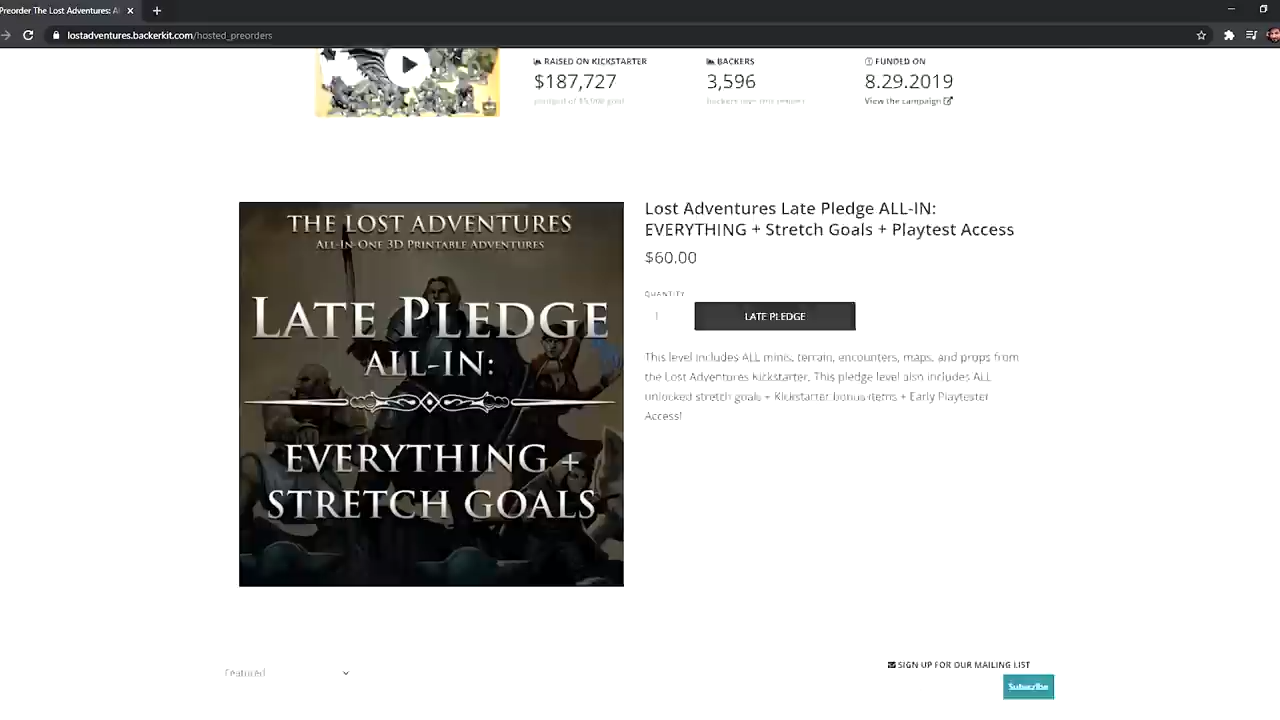 Preorder The Lost Adventures: Al
lostadventures.backerkit.com/hosted_preorders
RAISED ON KICKSTARTER
$187,727
BACKERS
3,596
FUNDED ON
8.29.2019
View the campaign
THE LOST ADVENTURES
ALL-IN-ONE 3D PRINTABLE ADVENTURES
LATE PLEDGE
ALL-IN:
EVERYTHING +
STRETCH GOALS
Lost Adventures Late Pledge ALL-IN:
EVERYTHING + Stretch Goals + Playtest Access
$60.00
QUANTITY
1
LATE PLEDGE
This level includes ALL minis, terrain, encounters, maps, and props from
the Lost Adventures Kickstarter. This pledge level also includes ALL
unlocked stretch goals + Kickstarter bonus items + Early Playtester
Access!
Featured
SIGN UP FOR OUR MAILING LIST
Subscribe